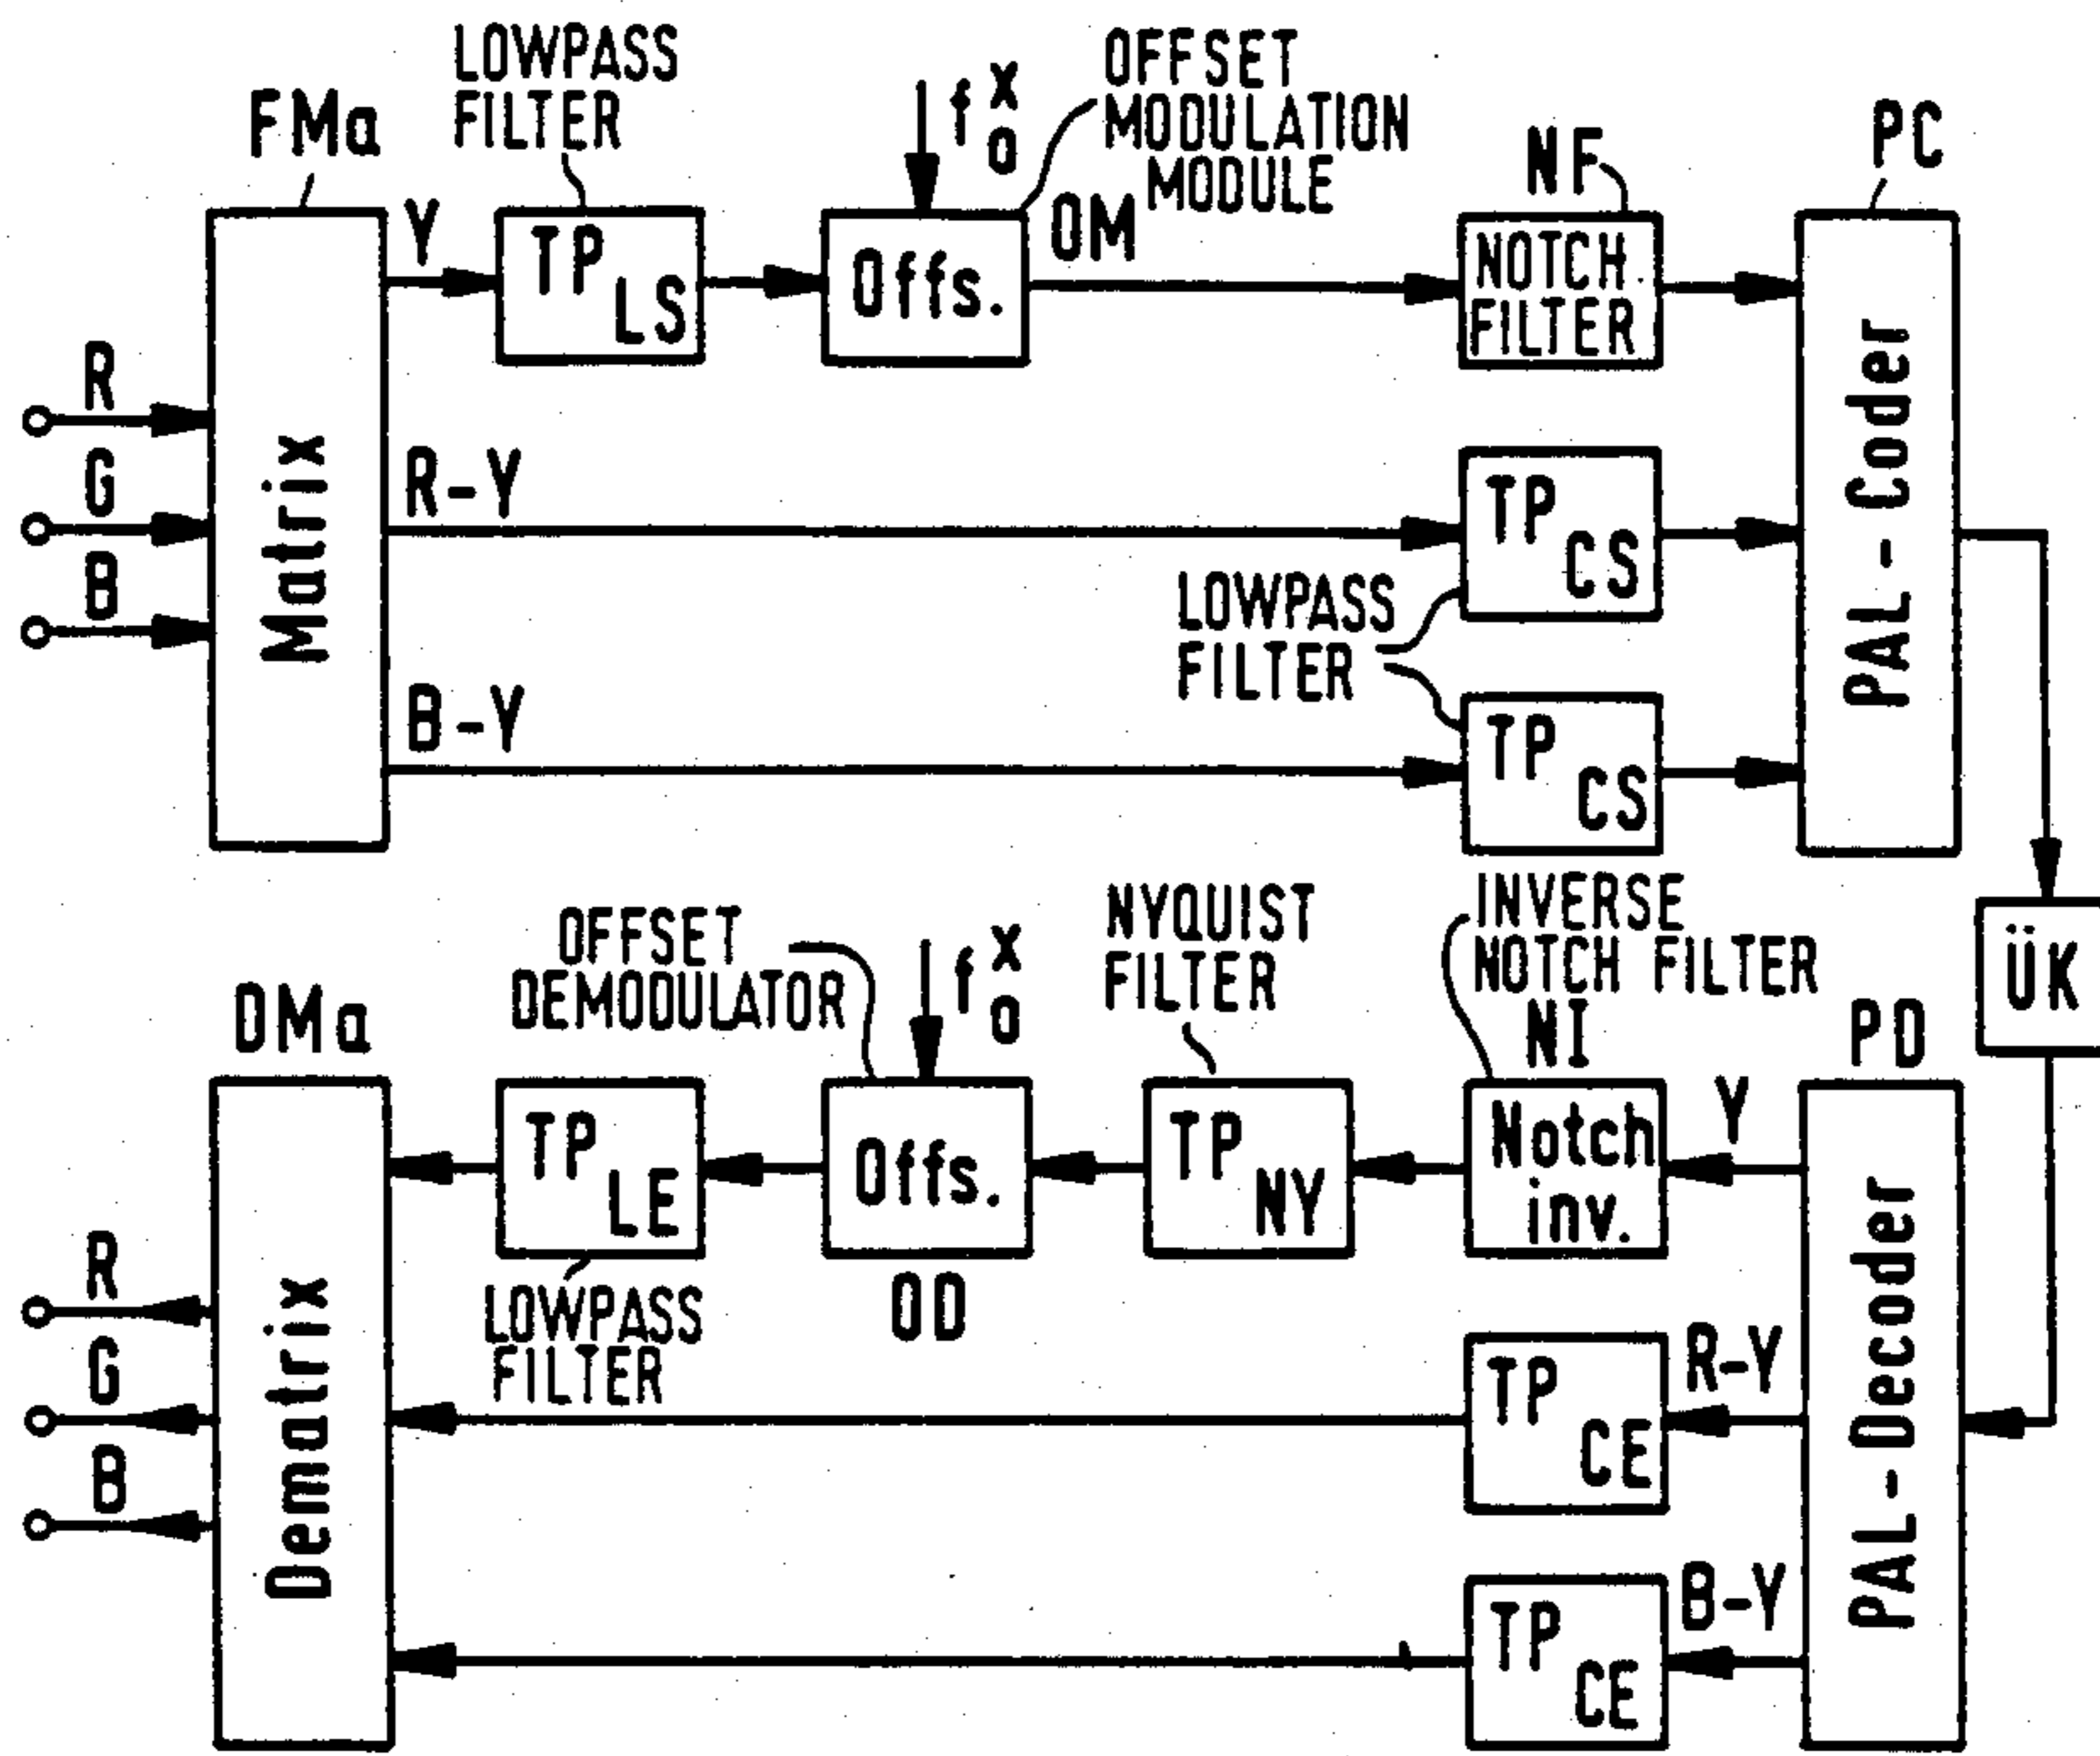 FMa
LOWPASS
FILTER
Y
TP LS
f x o
OFFSET
MODULATION
MODULE
OM
Offs.
NF
NOTCH
FILTER
PC
PAL-Coder
R
G
B
Matrix
R-Y
B-Y
LOWPASS
FILTER
TP CS
TP CS
ÜK
DMa
OFFSET
DEMODULATOR
f x o
NYQUIST
FILTER
INVERSE
NOTCH FILTER
NI
PD
Y
TP LE
LOWPASS
FILTER
Offs.
OD
TP NY
Notch
inv.
R
G
B
Dematrix
TP CE
R-Y
TP CE
B-Y
PAL-Decoder